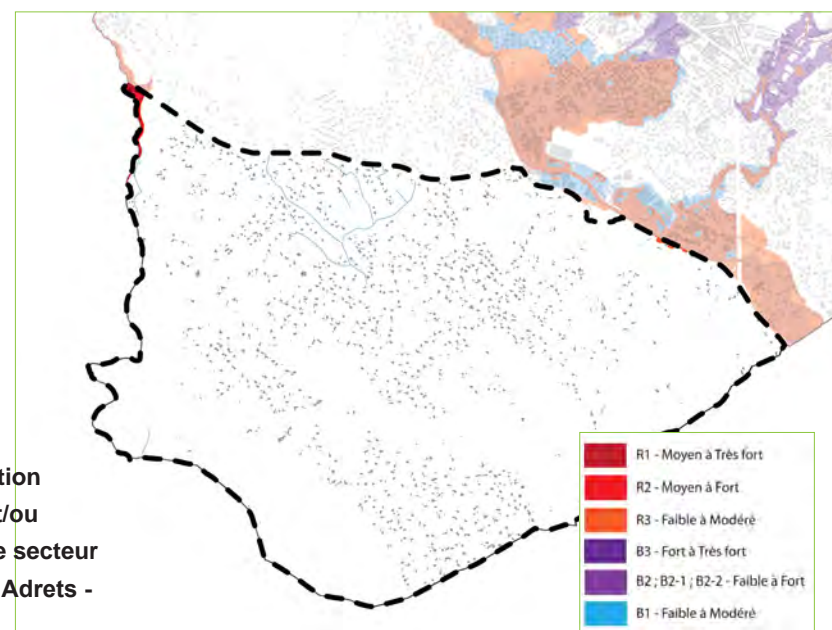 tion
t/ou
e secteur
Adrets -
R1 - Moyen à Très fort
R2 - Moyen à Fort
R3 - Faible à Modéré
B3 - Fort à Très fort
B2 ; B2-1 ; B2-2 - Faible à Fort
B1 - Faible à Modéré